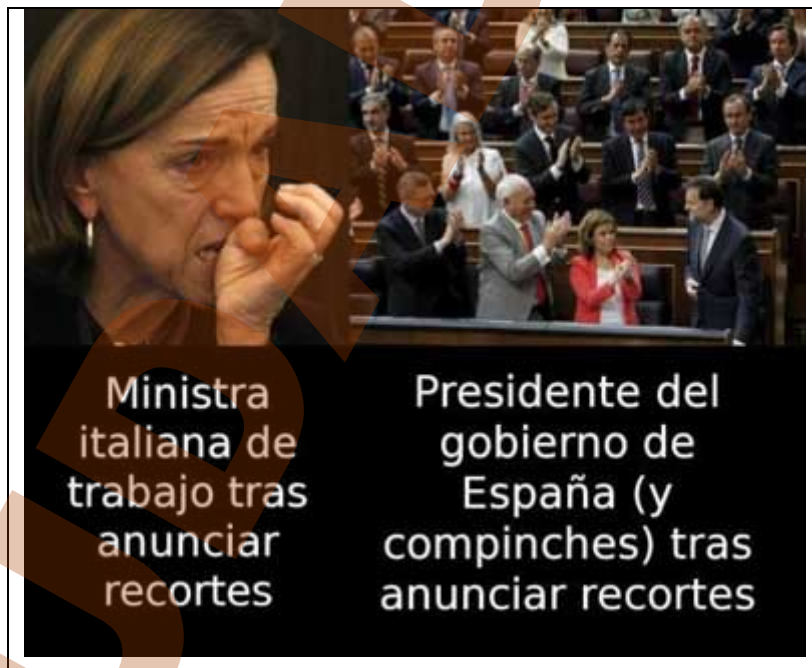 Ministra
italiana de
trabajo tras
anunciar
recortes
Presidente del
gobierno de
España (y
compinches) tras
anunciar recortes